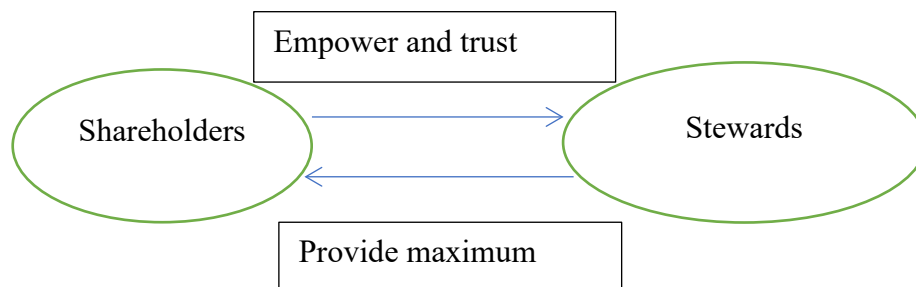 Empower and trust
Shareholders
Stewards
Provide maximum